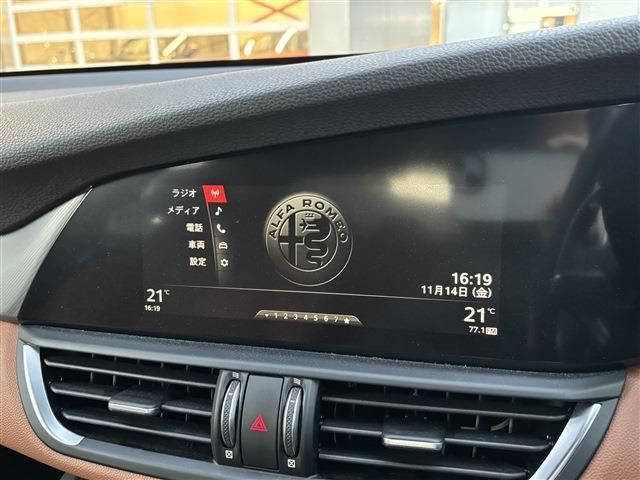 ラジオ
メディア
電話
車両
設定
ALFA ROMEO
16:19
11月14日 (金)
21℃
16:19
1 2 3 4 5 6 7 ★
21℃
77.1 FM